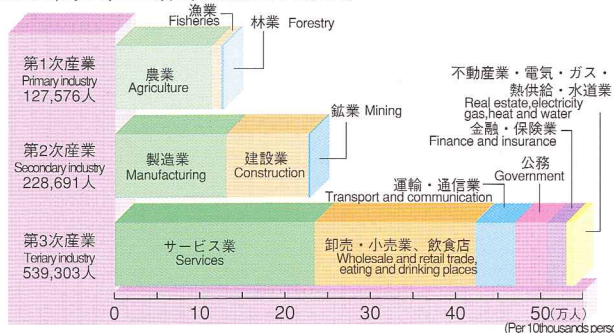 漁業
Fisheries
林業 Forestry
第1次産業
Primary industry
127,576人
農業
Agriculture
不動産業・電気・ガス・
熱供給・水道業
Real estate,electricity
gas,heat and water
鉱業 Mining
金融・保険業
Finance and insurance
第2次産業
Secondary industry
228,691人
製造業
Manufacturing
建設業
Construction
公務
Government
運輸・通信業
Transport and communication
第3次産業
Teriary industry
539,303人
サービス業
Services
卸売・小売業、飲食店
Wholesale and retail trade,
eating and drinking places
0 10 20 30 40 50(万人)
(Per 10thousands perso